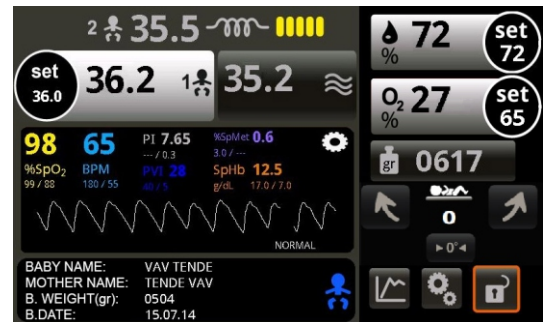 2 35.5
set 36.0 36.2 1 35.2
% 72 set 72
O2 % 27 set 65
gr 0617
98 65 PI 7.65 %SpMet 0.6
--- / 0.3 3.0 / ---
%SpO2 BPM PVI 28 SpHb 12.5
99 / 88 180 / 55 40 / 5 g/dL 17.0 / 7.0
NORMAL
0
►0°◄
BABY NAME: VAV TENDE
MOTHER NAME: TENDE VAV
B. WEIGHT(gr): 0504
B.DATE: 15.07.14